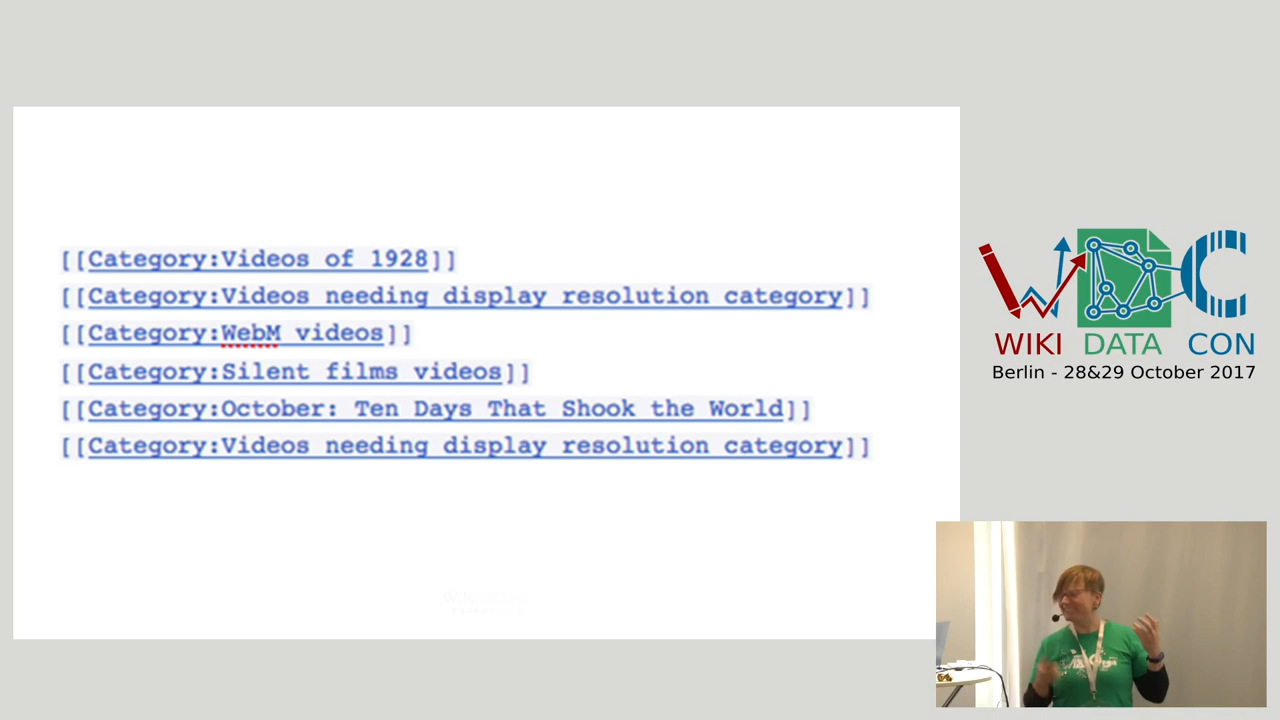 [[Category:Videos of 1928]]
[[Category:Videos needing display resolution category]]
[[Category:WebM videos]]
[[Category:Silent films videos]]
[[Category:October: Ten Days That Shook the World]]
[[Category:Videos needing display resolution category]]
WIKI DATA CON
Berlin - 28&29 October 2017